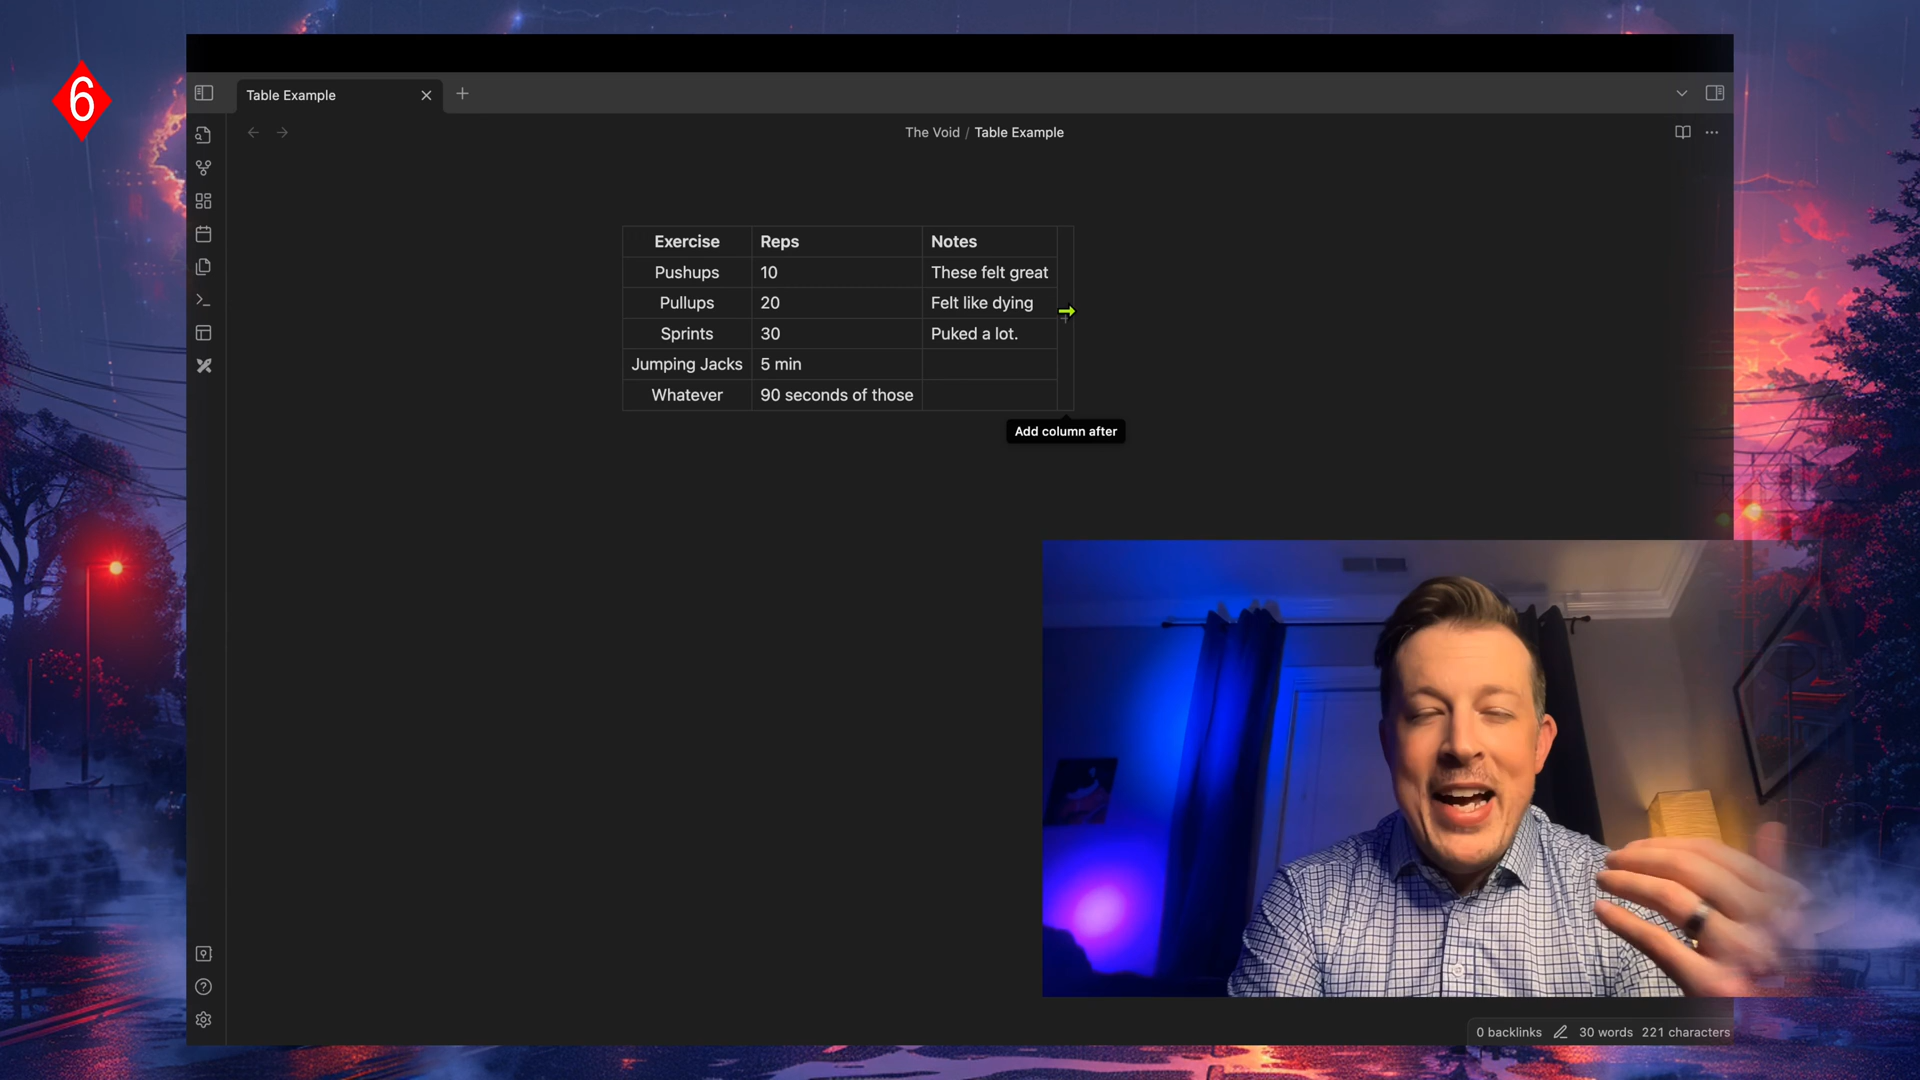 6
Table Example
The Void / Table Example
Exercise Reps Notes
Pushups 10 These felt great
Pullups 20 Felt like dying
Sprints 30 Puked a lot.
Jumping Jacks 5 min
Whatever 90 seconds of those
Add column after
0 backlinks 30 words 221 characters